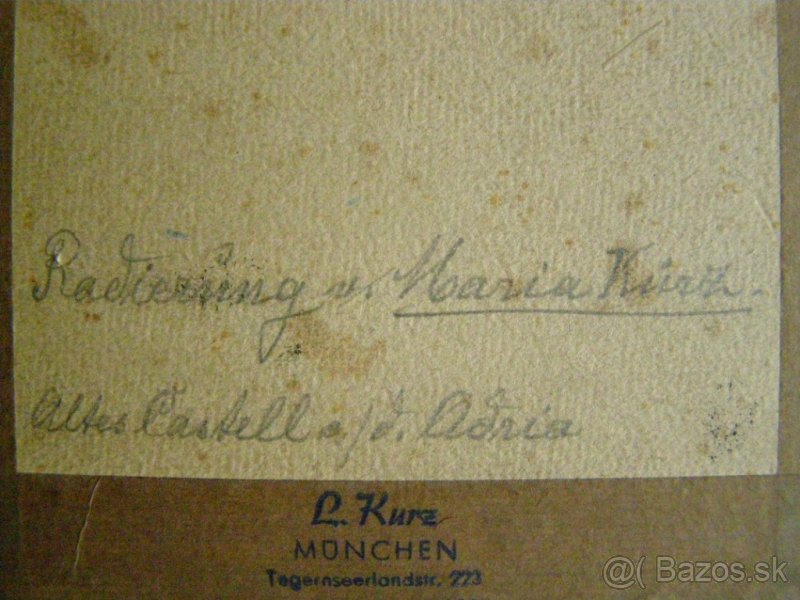 Radierung v. Maria Kurz.
Altes Castell a/d. Adria
L. Kurz
MÜNCHEN
Tegernseerlandstr. 223
@ Bazos.sk